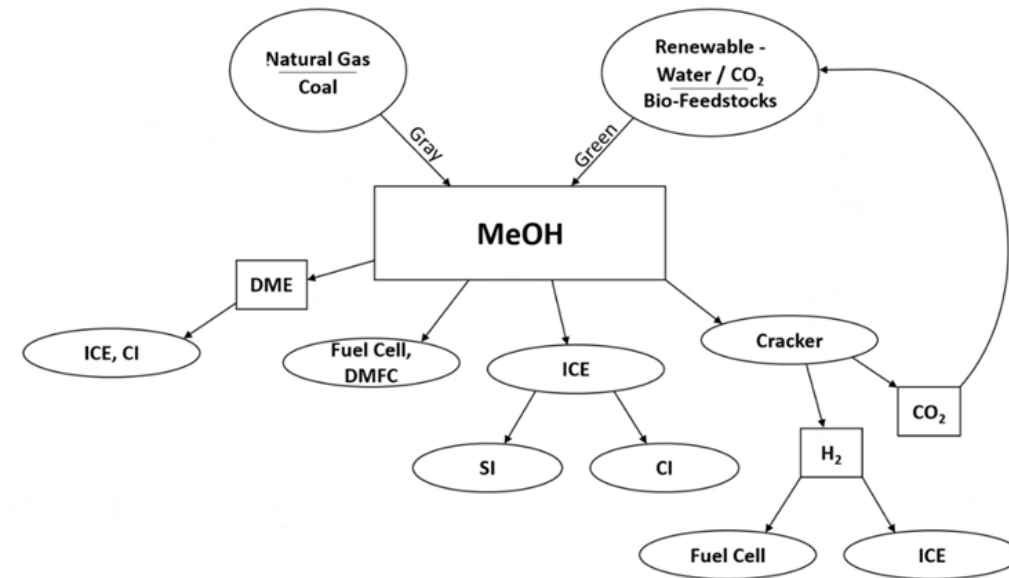 Natural Gas
Coal
Renewable -
Water / CO₂
Bio-Feedstocks
Gray
Green
MeOH
DME
ICE, CI
Fuel Cell,
DMFC
ICE
Cracker
SI
CI
CO₂
H₂
Fuel Cell
ICE